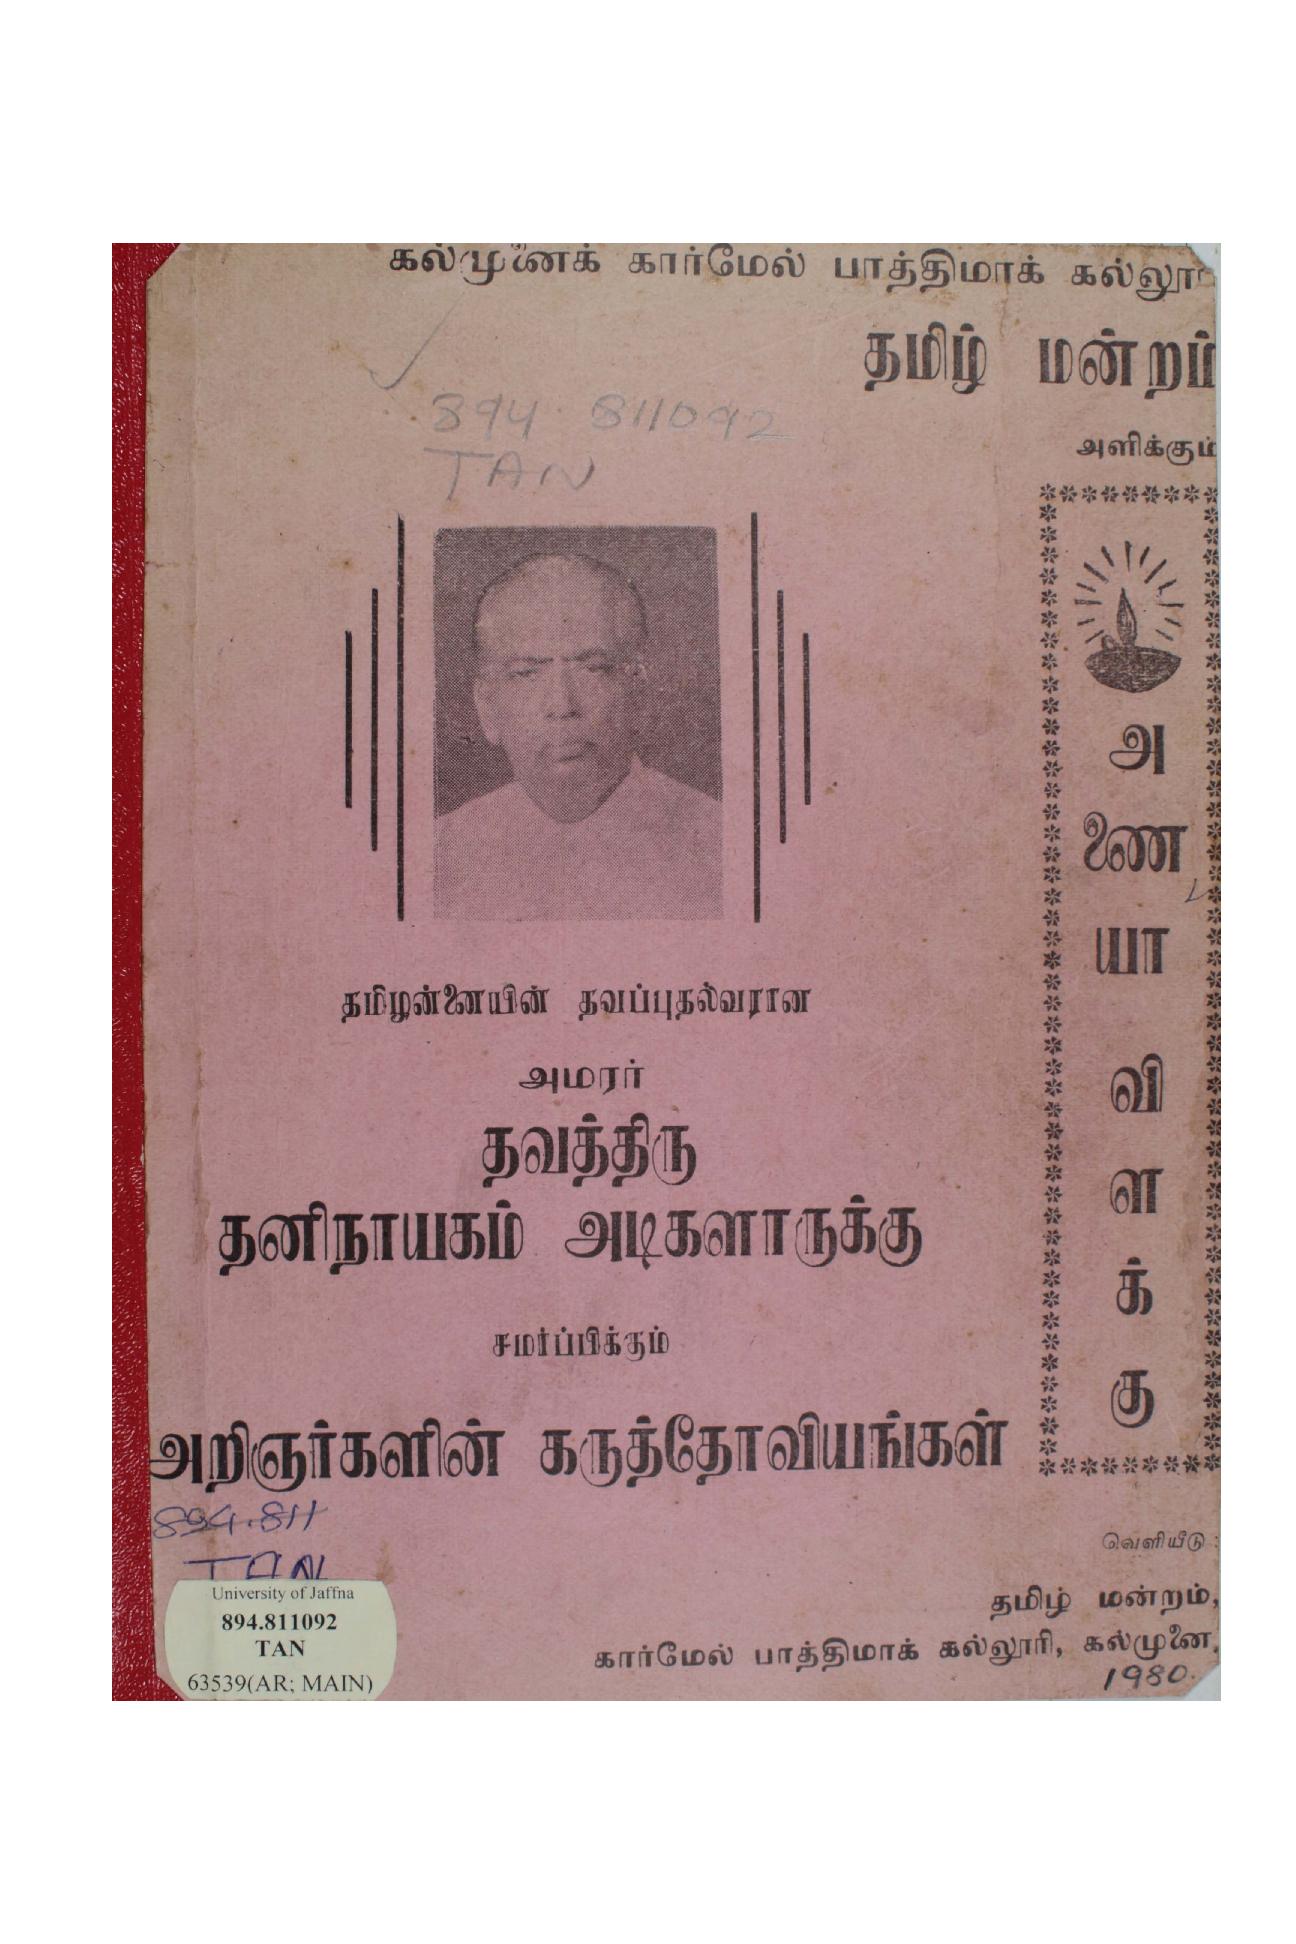 கல்முனைக் கார்மேல் பாத்திமாக் கல்லூ
தமிழ் மன்றம்
அளிக்கும்
894.811092
TAN
அணையா விளக்கு
தமிழன்னையின் தவப்புதல்வரான
அமரர்
தவத்திரு
தனிநாயகம் அடிகளாருக்கு
சமர்ப்பிக்கும்
அறிஞர்களின் கருத்தோவியங்கள்
894.811
TAN
வெளியீடு :
தமிழ் மன்றம்,
கார்மேல் பாத்திமாக் கல்லூரி, கல்முனை.
1980.
University of Jaffna
894.811092
TAN
63539(AR; MAIN)